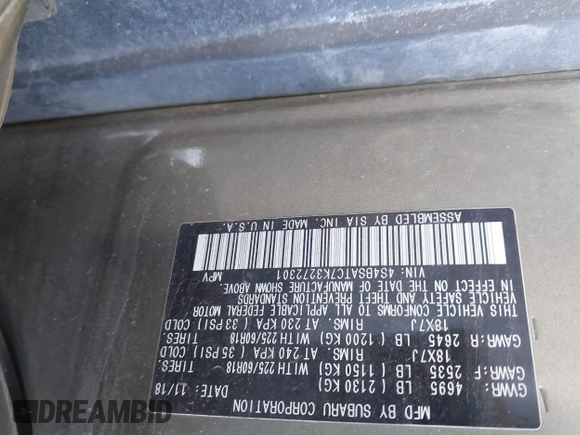 MFD BY SUBARU CORPORATION
DATE: 11/18
GVWR: 4695 LB ( 2130 KG)
GAWR:F 2535 LB ( 1150 KG) WITH 225/60R18 TIRES.
18X7J RIMS. AT 240 KPA ( 35 PSI) COLD
GAWR:R 2645 LB ( 1200 KG) WITH 225/60R18 TIRES.
18X7J RIMS. AT 230 KPA ( 33 PSI) COLD
THIS VEHICLE CONFORMS TO ALL APPLICABLE FEDERAL MOTOR
VEHICLE SAFETY AND THEFT PREVENTION STANDARDS
IN EFFECT ON THE DATE OF MANUFACTURE SHOWN ABOVE.
VIN: 4S4BSATC7K3272301 MPV
ASSEMBLED BY SIA INC. MADE IN U.S.A.
DREAMBID